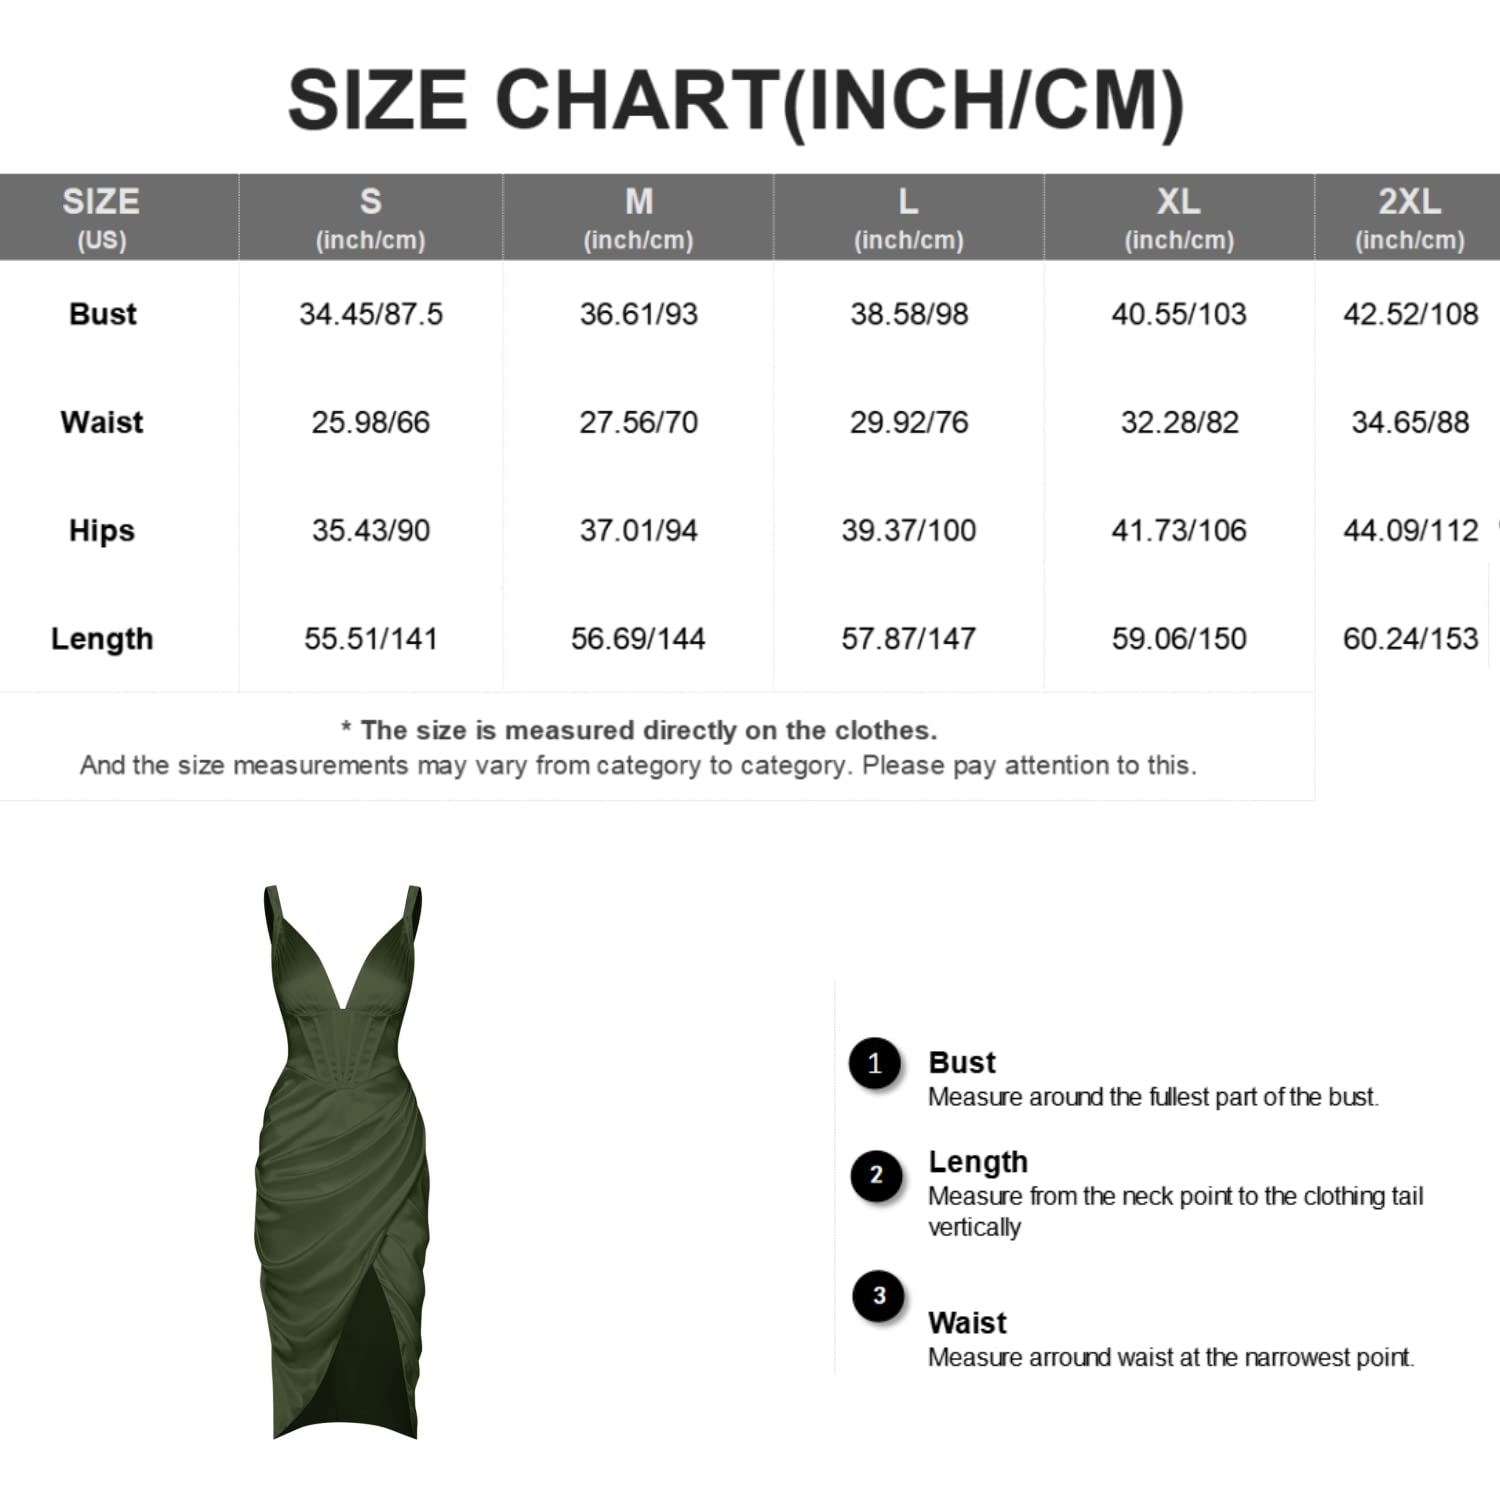 SIZE CHART(INCH/CM)
SIZE S M L XL 2XL
(US) (inch/cm) (inch/cm) (inch/cm) (inch/cm) (inch/cm)
Bust 34.45/87.5 36.61/93 38.58/98 40.55/103 42.52/108
Waist 25.98/66 27.56/70 29.92/76 32.28/82 34.65/88
Hips 35.43/90 37.01/94 39.37/100 41.73/106 44.09/112
Length 55.51/141 56.69/144 57.87/147 59.06/150 60.24/153
* The size is measured directly on the clothes.
And the size measurements may vary from category to category. Please pay attention to this.
1 Bust
Measure around the fullest part of the bust.
2 Length
Measure from the neck point to the clothing tail
vertically
3
Waist
Measure arround waist at the narrowest point.